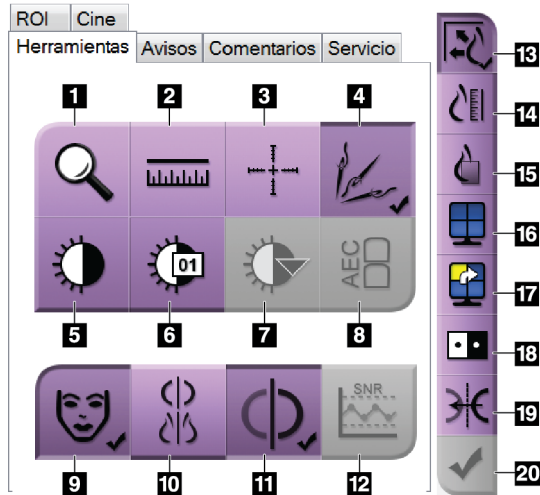 ROI Cine
Herramientas Avisos Comentarios Servicio
1 2 3 4
01
AEC
5 6 7 8
SNR
9 10 11 12
13
14
15
16
17
18
19
20